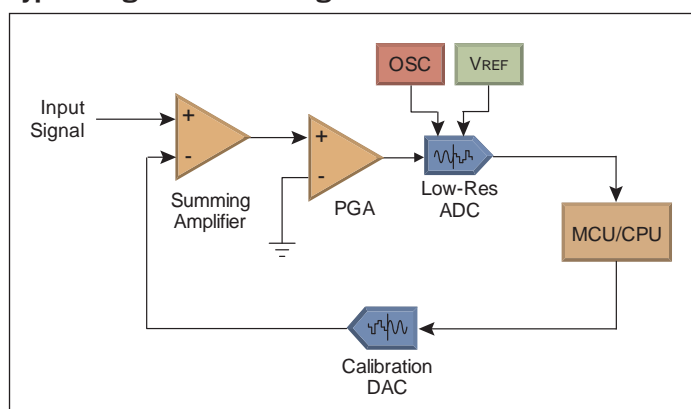 OSC
VREF
Input
Signal
+
-
Summing
Amplifier
+
-
PGA
Low-Res
ADC
MCU/CPU
Calibration
DAC